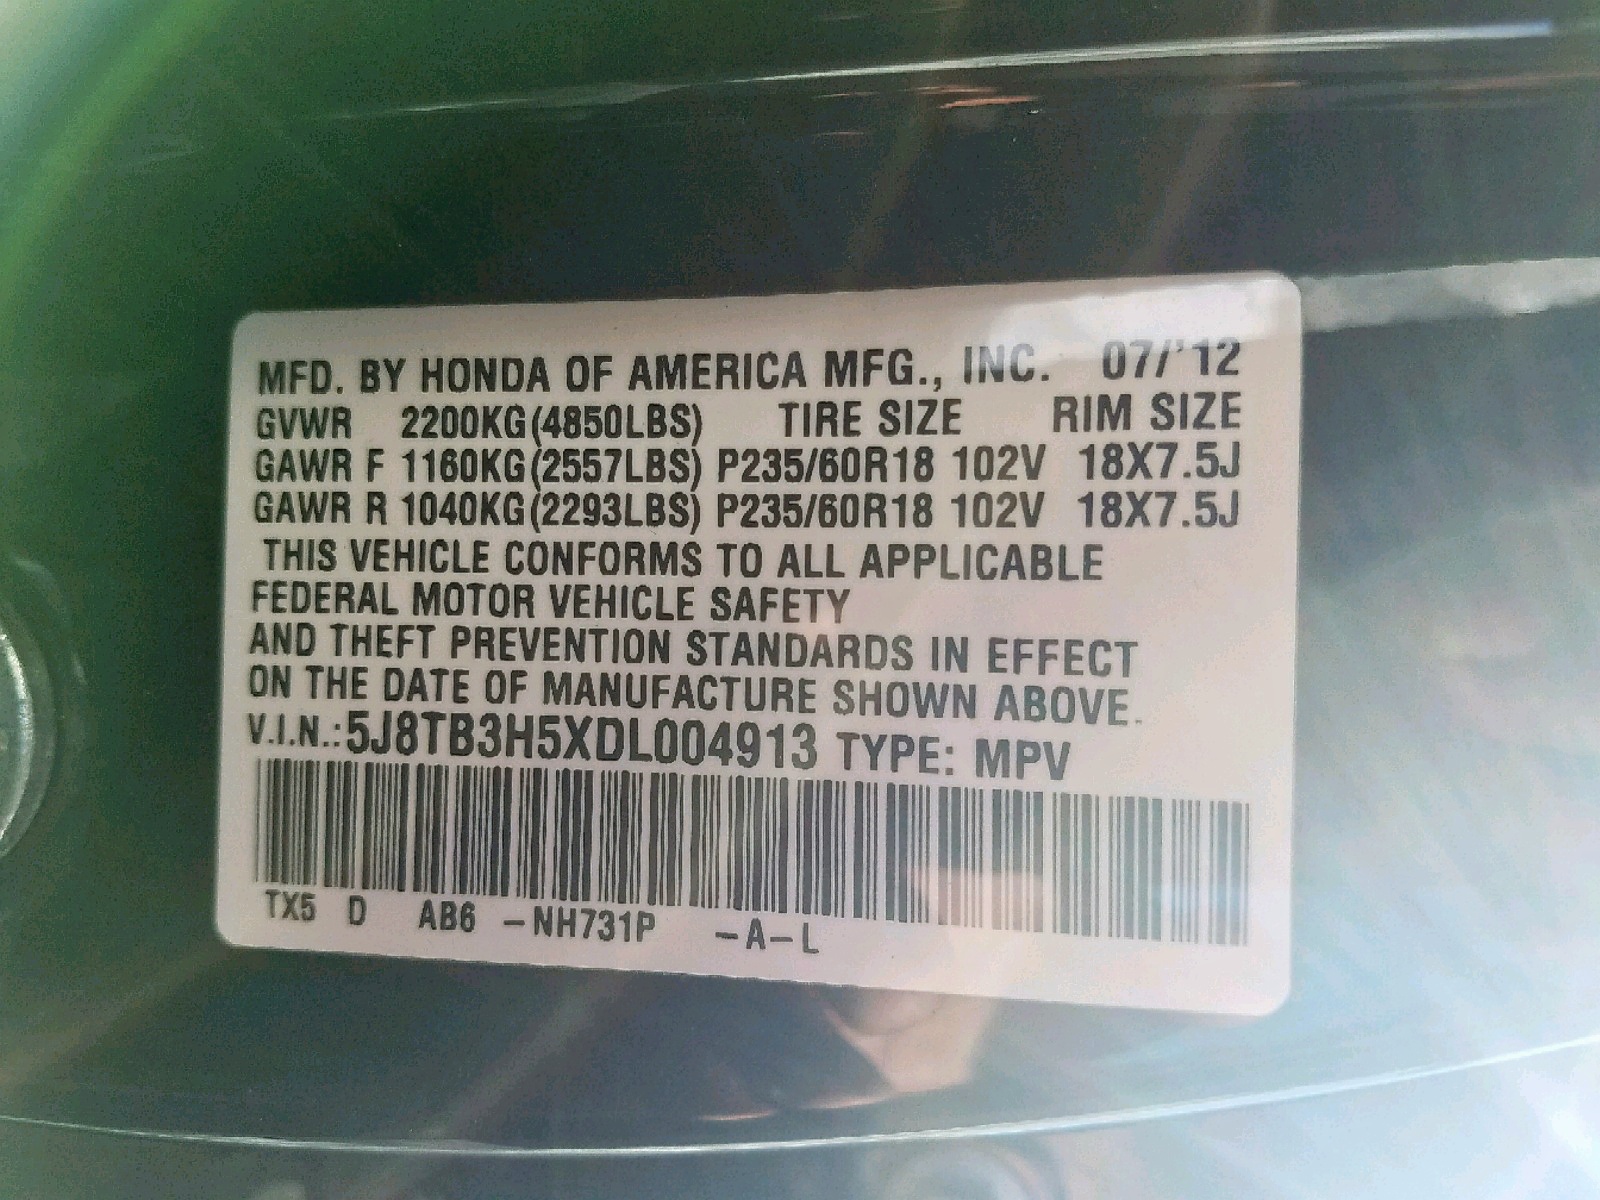 MFD. BY HONDA OF AMERICA MFG., INC. 07/'12
GVWR 2200KG(4850LBS) TIRE SIZE RIM SIZE
GAWR F 1160KG(2557LBS) P235/60R18 102V 18X7.5J
GAWR R 1040KG(2293LBS) P235/60R18 102V 18X7.5J
THIS VEHICLE CONFORMS TO ALL APPLICABLE
FEDERAL MOTOR VEHICLE SAFETY
AND THEFT PREVENTION STANDARDS IN EFFECT
ON THE DATE OF MANUFACTURE SHOWN ABOVE.
V.I.N.:5J8TB3H5XDL004913 TYPE: MPV
TX5 D AB6 -NH731P -A-L